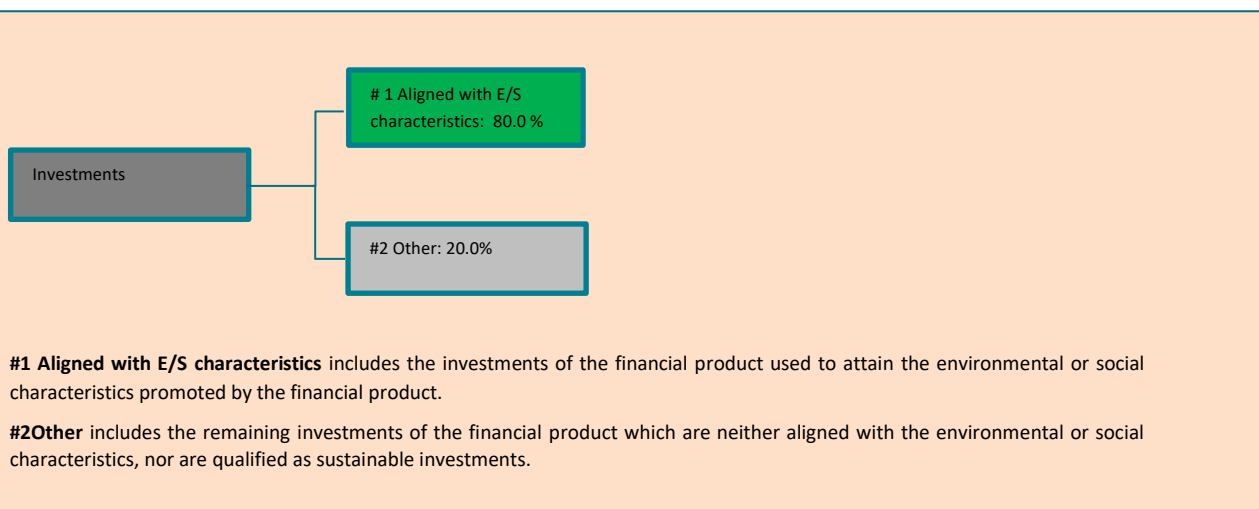 # 1 Aligned with E/S
characteristics: 80.0 %
Investments
#2 Other: 20.0%
#1 Aligned with E/S characteristics includes the investments of the financial product used to attain the environmental or social
characteristics promoted by the financial product.
#2Other includes the remaining investments of the financial product which are neither aligned with the environmental or social
characteristics, nor are qualified as sustainable investments.